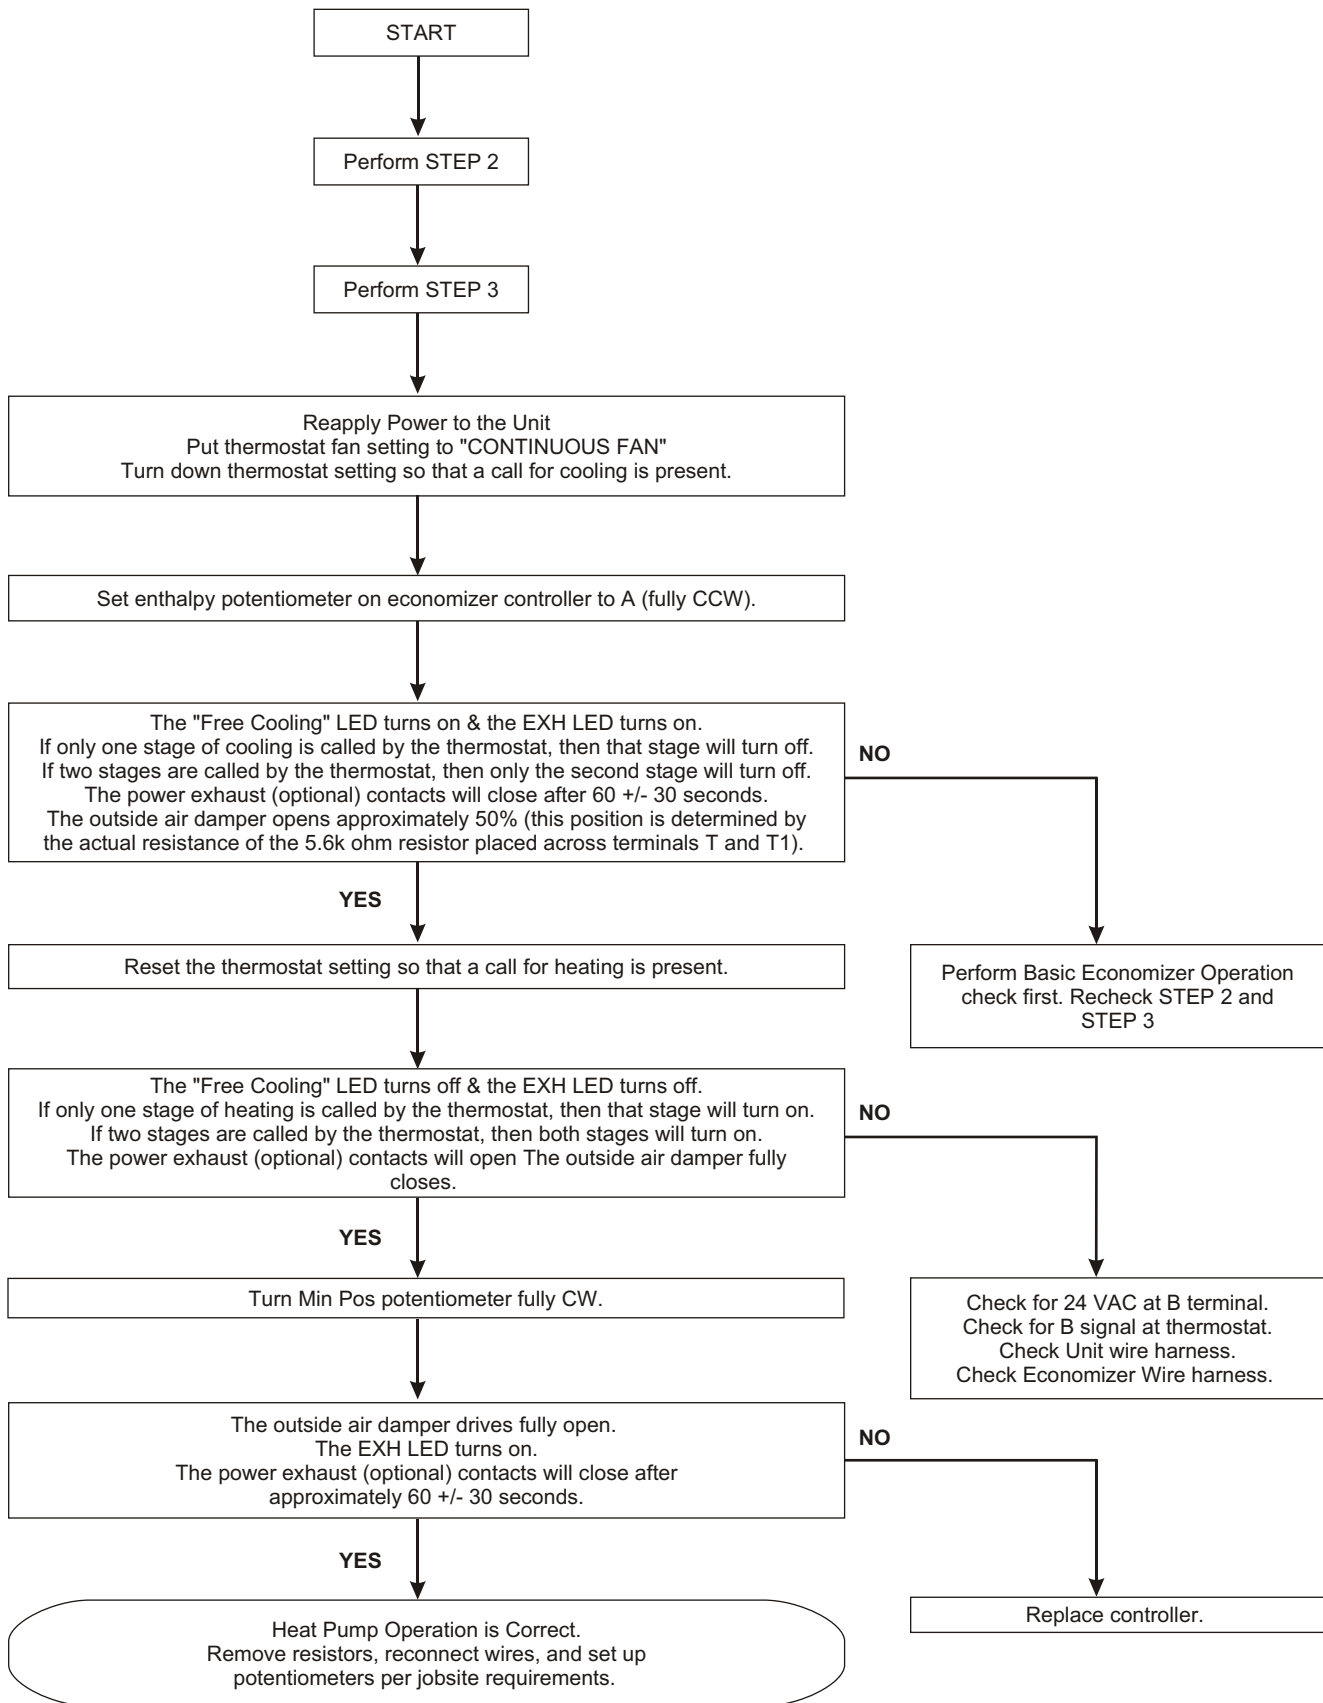 START
Perform STEP 2
Perform STEP 3
Reapply Power to the Unit
Put thermostat fan setting to "CONTINUOUS FAN"
Turn down thermostat setting so that a call for cooling is present.
Set enthalpy potentiometer on economizer controller to A (fully CCW).
The "Free Cooling" LED turns on & the EXH LED turns on.
If only one stage of cooling is called by the thermostat, then that stage will turn off.
If two stages are called by the thermostat, then only the second stage will turn off.
The power exhaust (optional) contacts will close after 60 +/- 30 seconds.
The outside air damper opens approximately 50% (this position is determined by
the actual resistance of the 5.6k ohm resistor placed across terminals T and T1).
NO
YES
Reset the thermostat setting so that a call for heating is present.
Perform Basic Economizer Operation
check first. Recheck STEP 2 and
STEP 3
The "Free Cooling" LED turns off & the EXH LED turns off.
If only one stage of heating is called by the thermostat, then that stage will turn on.
If two stages are called by the thermostat, then both stages will turn on.
The power exhaust (optional) contacts will open The outside air damper fully
closes.
NO
YES
Turn Min Pos potentiometer fully CW.
Check for 24 VAC at B terminal.
Check for B signal at thermostat.
Check Unit wire harness.
Check Economizer Wire harness.
The outside air damper drives fully open.
The EXH LED turns on.
The power exhaust (optional) contacts will close after
approximately 60 +/- 30 seconds.
NO
YES
Replace controller.
Heat Pump Operation is Correct.
Remove resistors, reconnect wires, and set up
potentiometers per jobsite requirements.